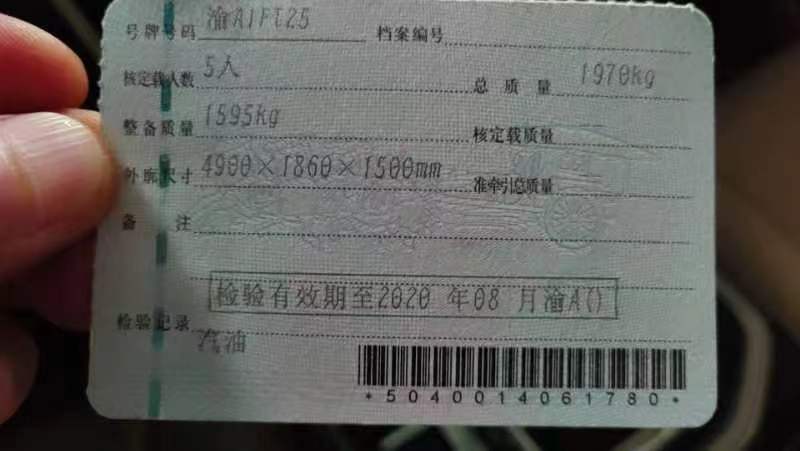 号牌号码 渝A1FT25 档案编号
核定载人数 5人 总质量 1970kg
整备质量 1595kg 核定载质量
外廓尺寸 4900×1860×1500mm 准牵引总质量
备注
检验有效期至2020 年08 月渝A()
检验记录
汽油
*50400140617​80*